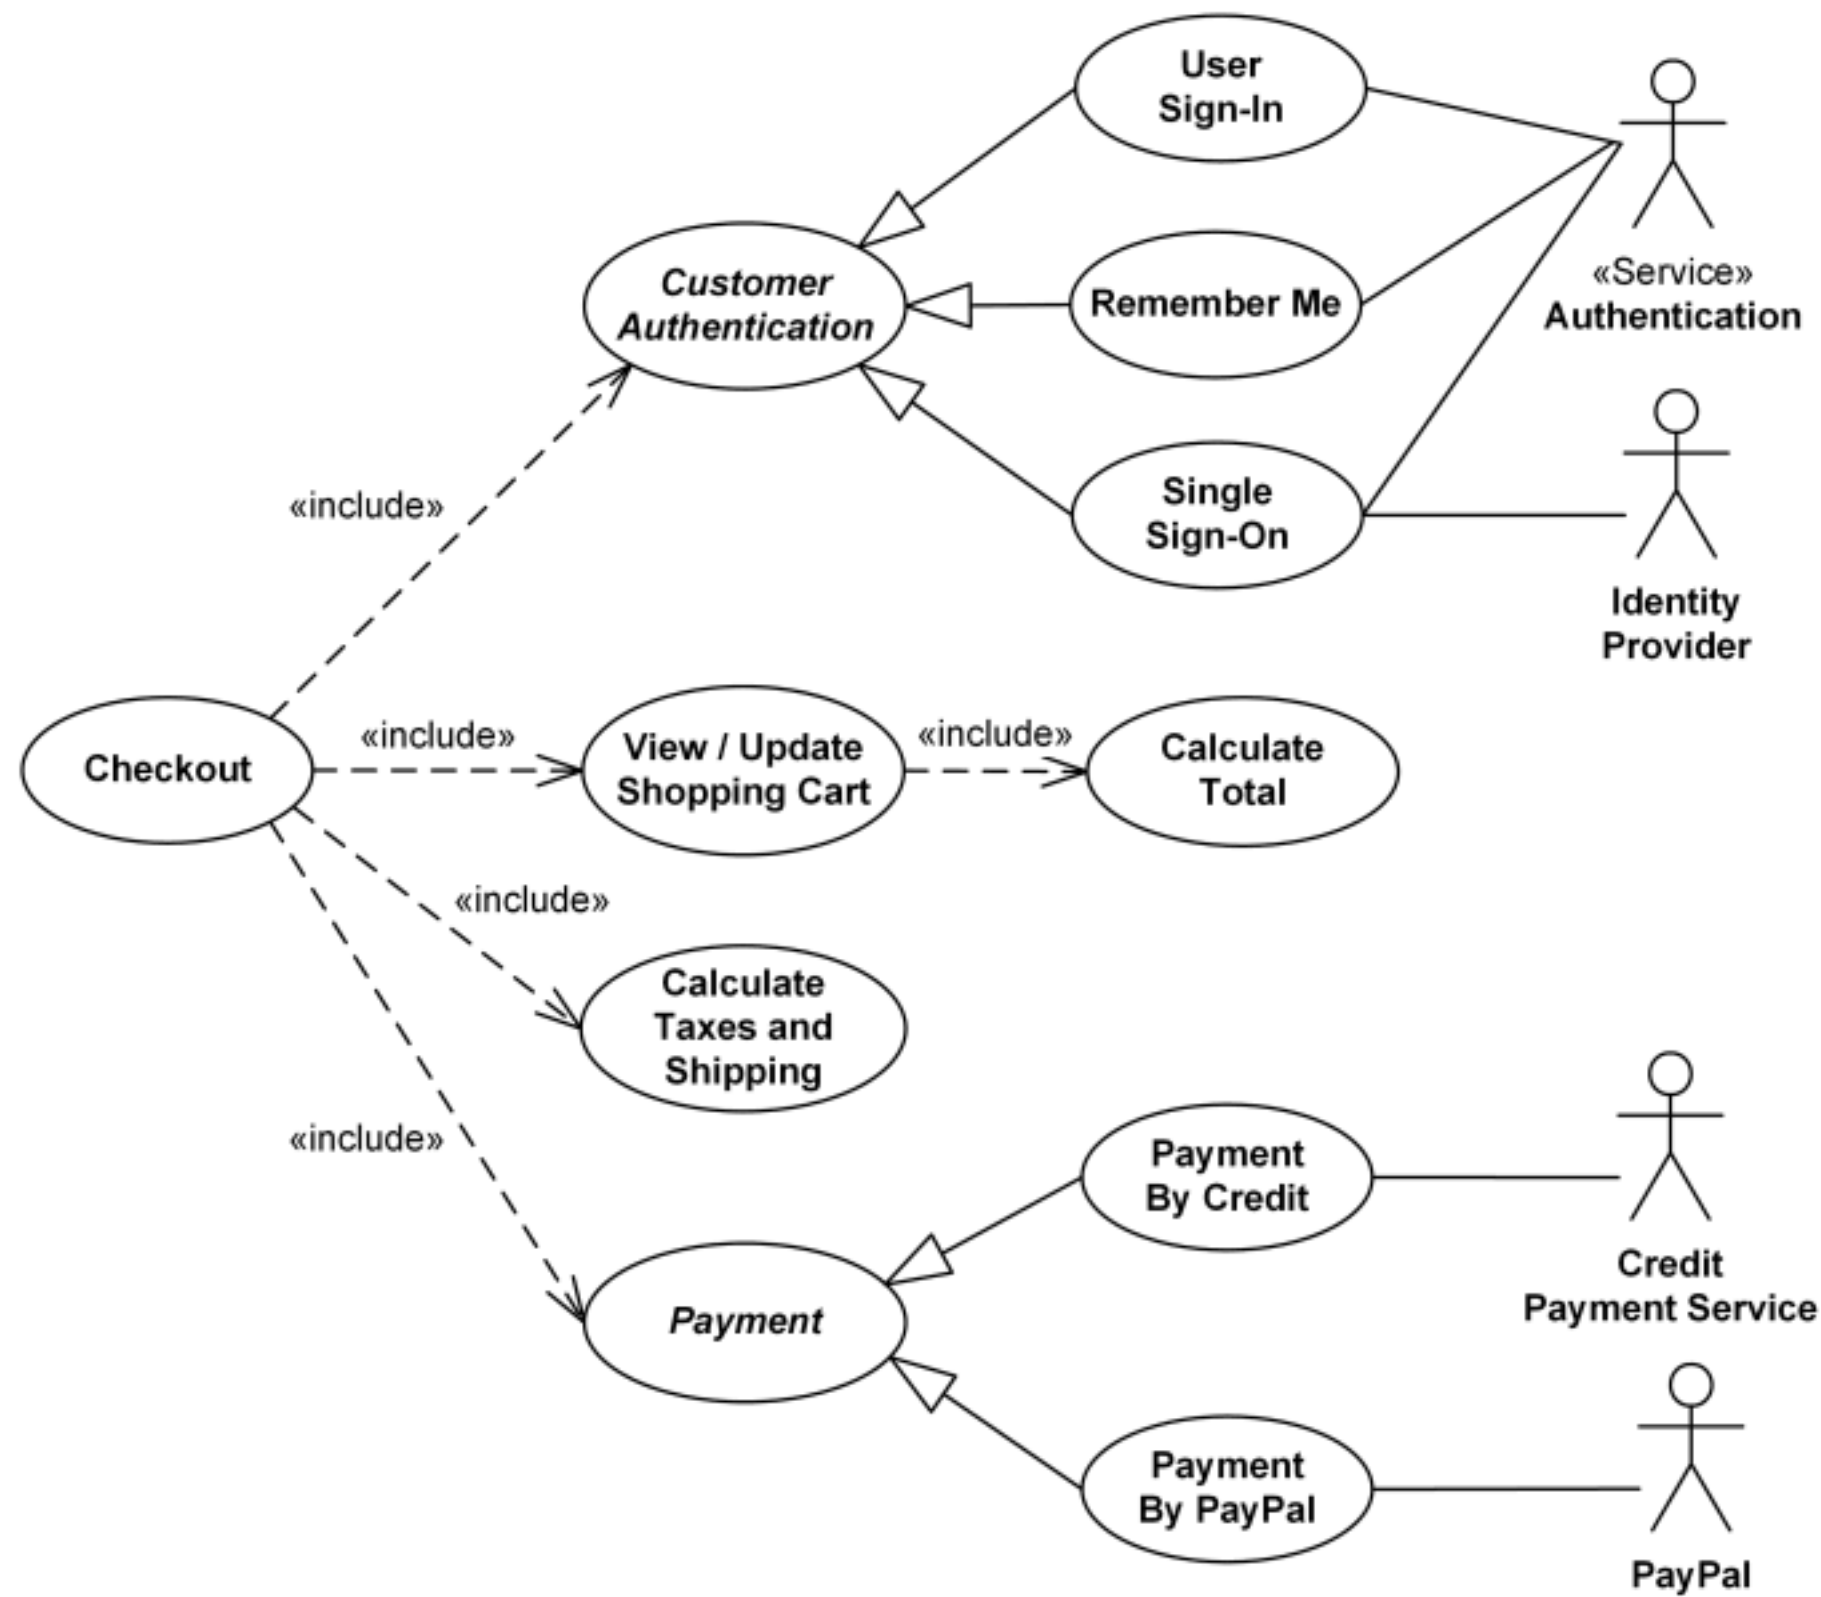 User
Sign-In
«Service»
Authentication
Customer
Authentication
Remember Me
Single
Sign-On
Identity
Provider
«include»
Checkout
«include»
View / Update
Shopping Cart
«include»
Calculate
Total
«include»
Calculate
Taxes and
Shipping
«include»
Payment
By Credit
Credit
Payment Service
Payment
Payment
By PayPal
PayPal